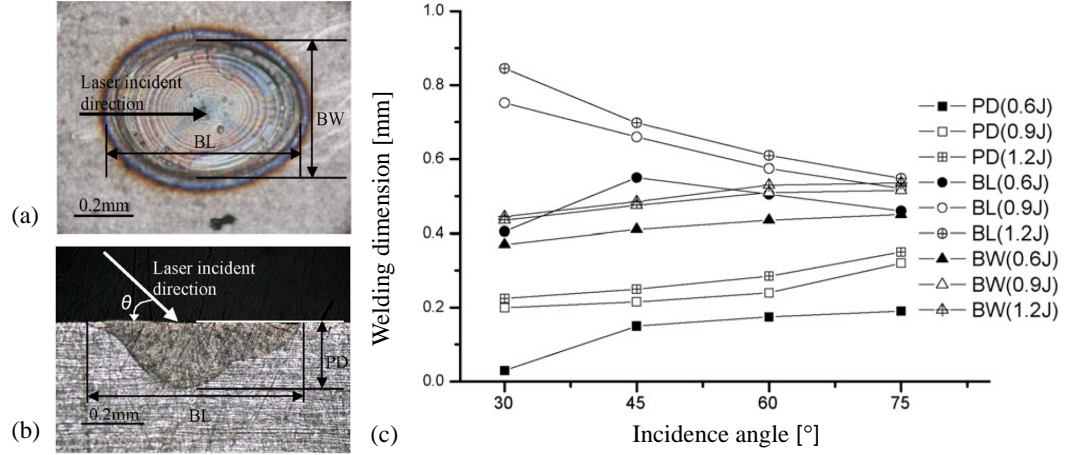 Laser incident
direction
BW
BL
0.2mm
(a)
Laser incident
direction
θ
PD
0.2mm
BL
(b)
Welding dimension [mm]
1.0
0.8
0.6
0.4
0.2
0.0
30
45
60
75
Incidence angle [°]
(c)
PD(0.6J)
PD(0.9J)
PD(1.2J)
BL(0.6J)
BL(0.9J)
BL(1.2J)
BW(0.6J)
BW(0.9J)
BW(1.2J)